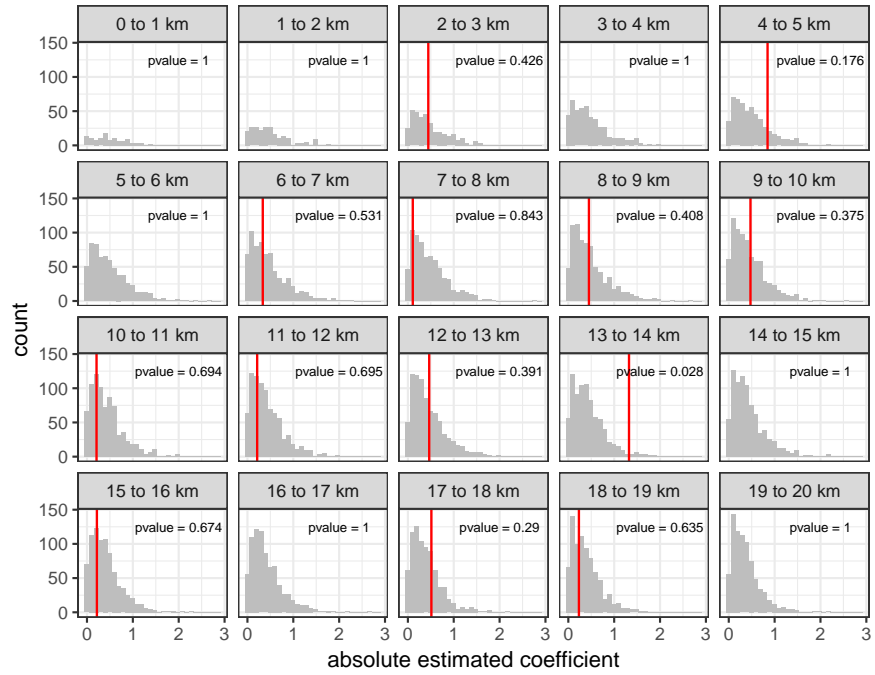 0 to 1 km 1 to 2 km 2 to 3 km 3 to 4 km 4 to 5 km
150
100
50
0
pvalue = 1 pvalue = 1 pvalue = 0.426 pvalue = 1 pvalue = 0.176
5 to 6 km 6 to 7 km 7 to 8 km 8 to 9 km 9 to 10 km
150
100
50
0
pvalue = 1 pvalue = 0.531 pvalue = 0.843 pvalue = 0.408 pvalue = 0.375
10 to 11 km 11 to 12 km 12 to 13 km 13 to 14 km 14 to 15 km
150
100
50
0
pvalue = 0.694 pvalue = 0.695 pvalue = 0.391 pvalue = 0.028 pvalue = 1
15 to 16 km 16 to 17 km 17 to 18 km 18 to 19 km 19 to 20 km
150
100
50
0
pvalue = 0.674 pvalue = 1 pvalue = 0.29 pvalue = 0.635 pvalue = 1
0 1 2 3 0 1 2 3 0 1 2 3 0 1 2 3 0 1 2 3
absolute estimated coefficient
count